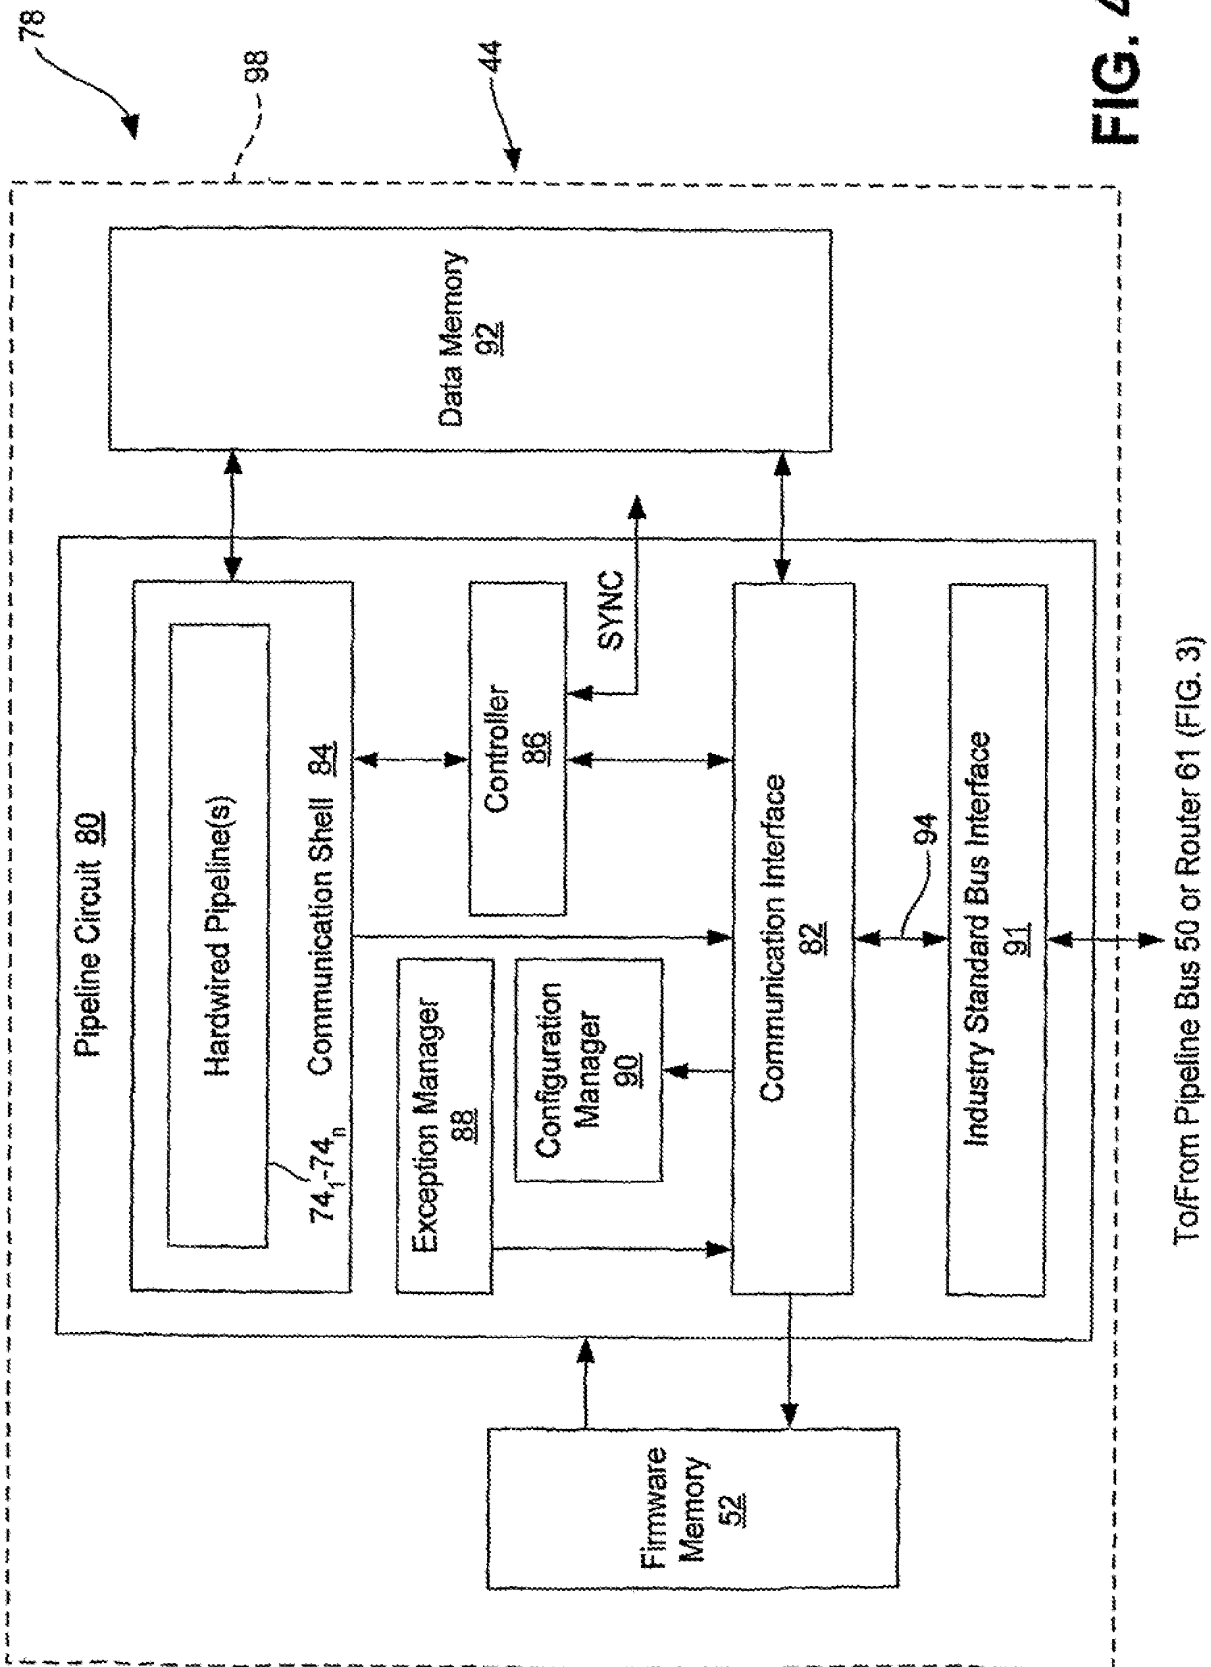 78
98
44
Pipeline Circuit 80
Hardwired Pipeline(s)
74₁-74ₙ
Communication Shell 84
Data Memory
92
Exception Manager
88
Controller
86
Configuration
Manager
90
SYNC
Firmware
Memory
52
Communication Interface
82
94
Industry Standard Bus Interface
91
To/From Pipeline Bus 50 or Router 61 (FIG. 3)
FIG. 4